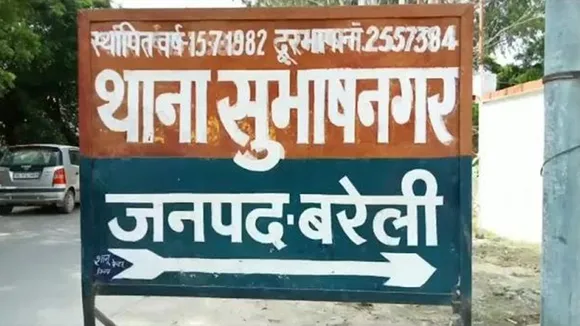 स्थापित वर्ष 15.7.1982 दूरभाष नं. 2557384
थाना सुभाषनगर
जनपद-बरेली